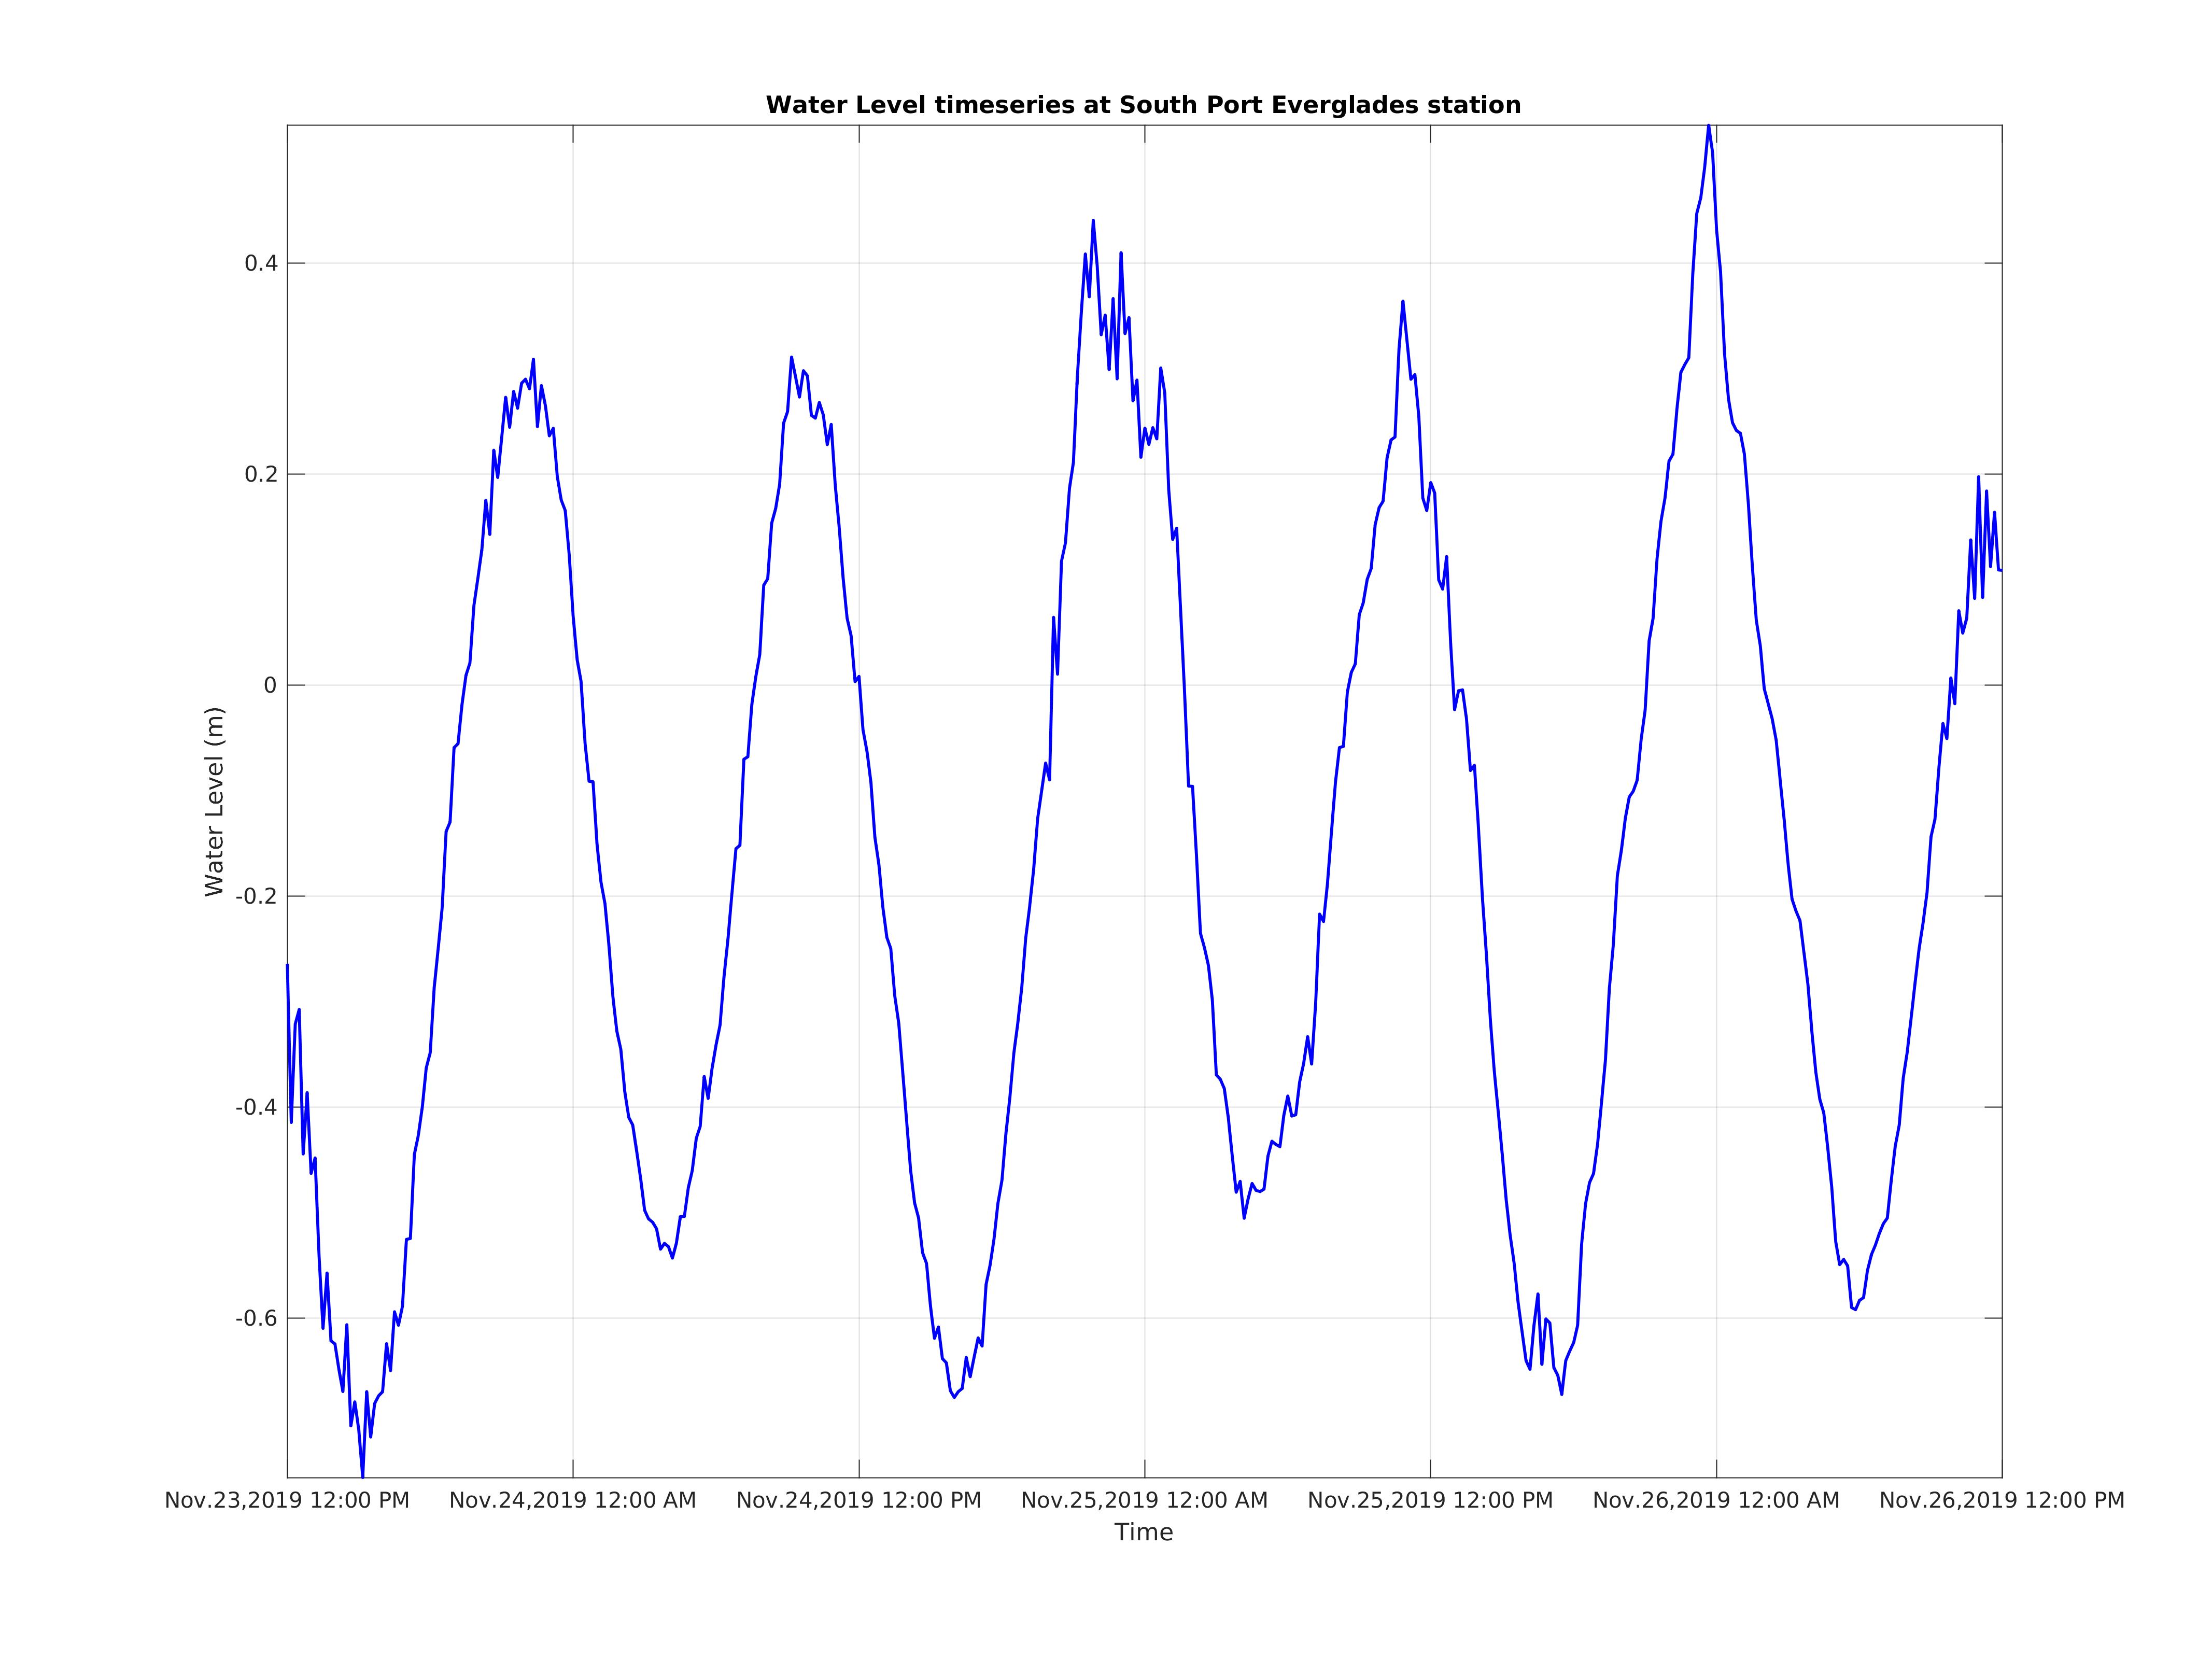 Water Level timeseries at South Port Everglades station
0.4
0.2
0
-0.2
-0.4
-0.6
Water Level (m)
Nov.23,2019 12:00 PM Nov.24,2019 12:00 AM Nov.24,2019 12:00 PM Nov.25,2019 12:00 AM Nov.25,2019 12:00 PM Nov.26,2019 12:00 AM Nov.26,2019 12:00 PM
Time